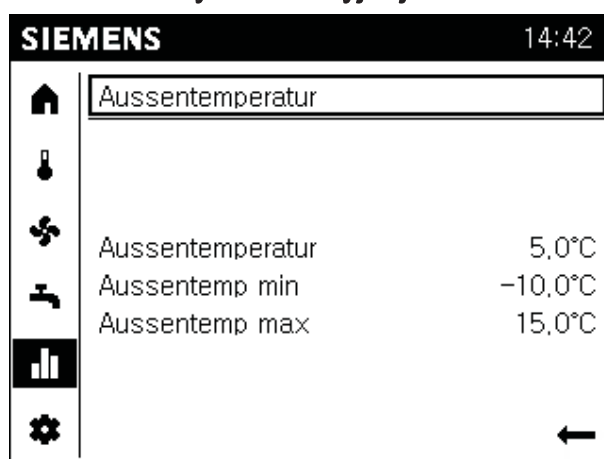 SIEMENS 14:42
Aussentemperatur
Aussentemperatur 5,0°C
Aussentemp min -10,0°C
Aussentemp max 15,0°C